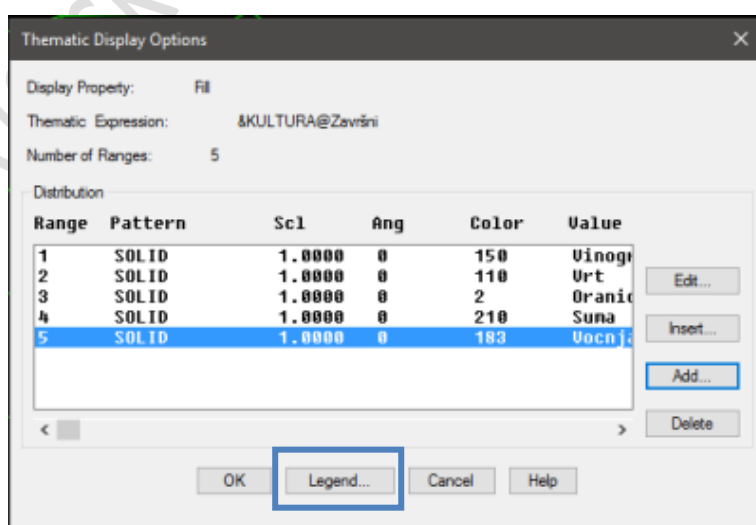 Thematic Display Options
Display Property: Fill
Thematic Expression: &KULTURA@Završni
Number of Ranges: 5
Distribution
Range Pattern Scl Ang Color Value
1 SOLID 1.0000 0 150 Vinogr
2 SOLID 1.0000 0 110 Vrt
3 SOLID 1.0000 0 2 Oranic
4 SOLID 1.0000 0 210 Suma
5 SOLID 1.0000 0 183 Vocnja
Edit...
Insert...
Add...
Delete
OK Legend... Cancel Help